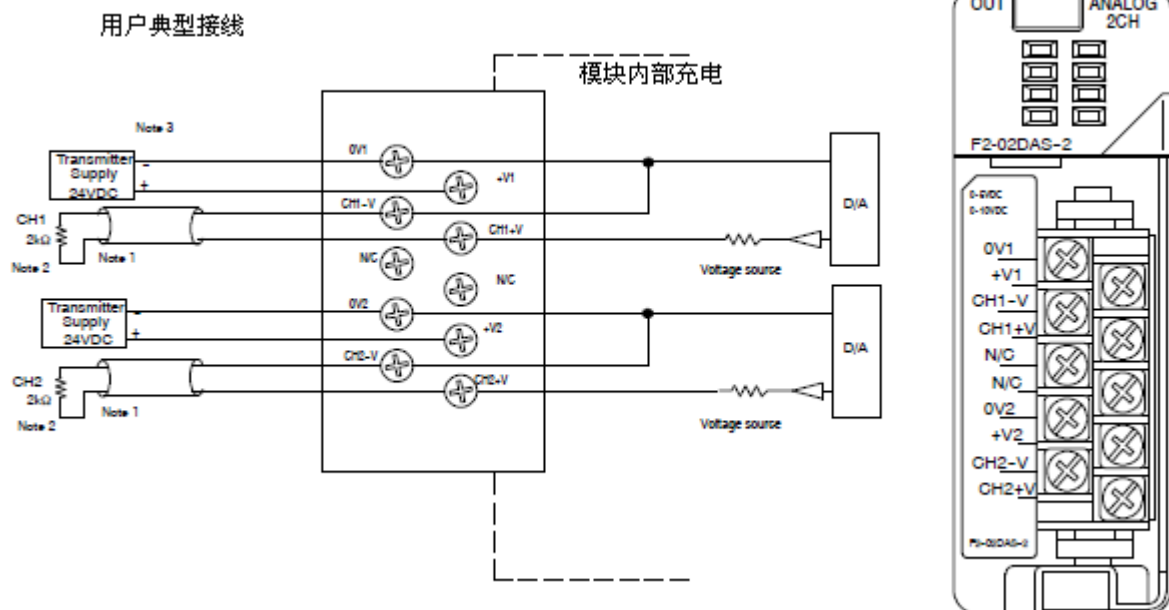 用户典型接线
模块内部充电
Note 3
Transmitter
Supply
24VDC
-
+
CH1
2kΩ
Note 2
Note 1
Transmitter
Supply
24VDC
-
+
CH2
2kΩ
Note 2
Note 1
0V1
+V1
CH1-V
CH1+V
N/C
N/C
0V2
+V2
CH2-V
CH2+V
D/A
Voltage source
D/A
Voltage source
OUT
ANALOG
2CH
F2-02DAS-2
0-5VDC
0-10VDC
0V1
+V1
CH1-V
CH1+V
N/C
N/C
0V2
+V2
CH2-V
CH2+V
F2-02DAS-2